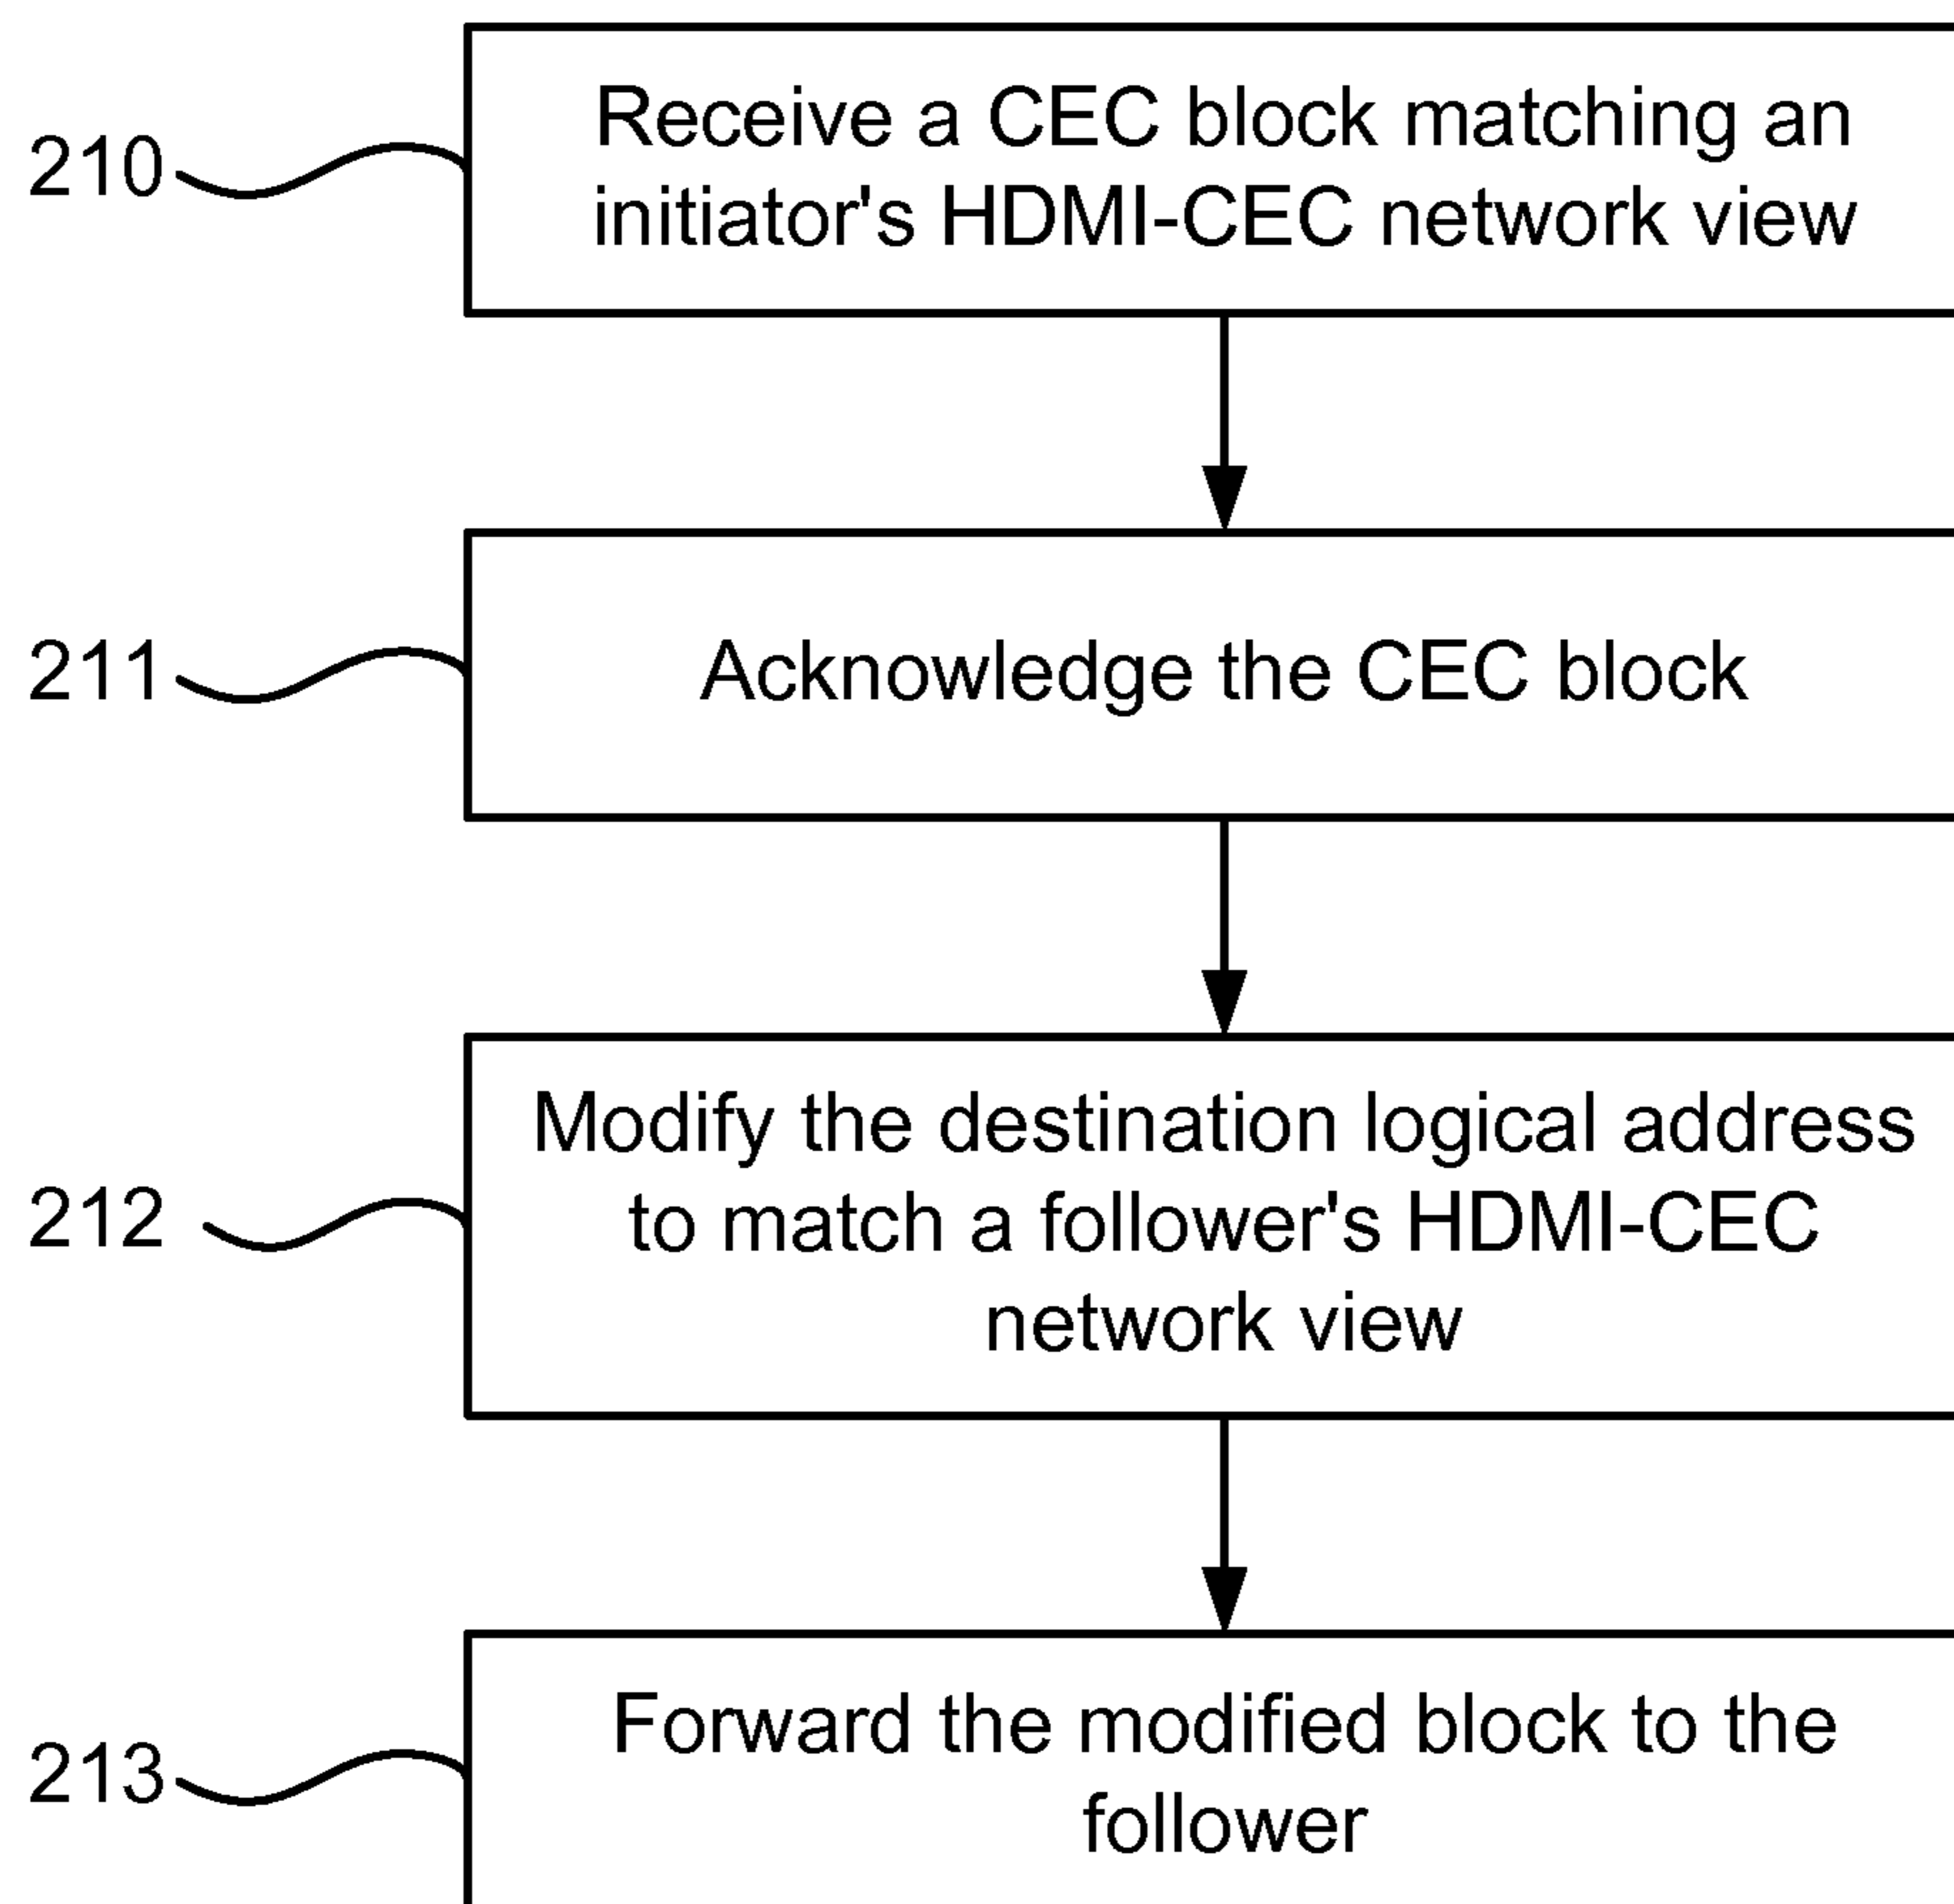 210
Receive a CEC block matching an
initiator's HDMI-CEC network view
211
Acknowledge the CEC block
212
Modify the destination logical address
to match a follower's HDMI-CEC
network view
213
Forward the modified block to the
follower